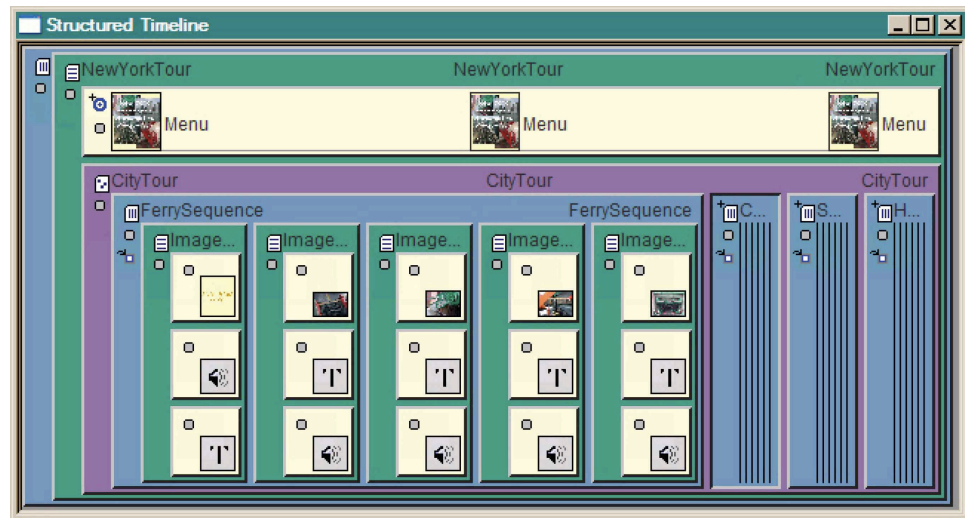 Structured Timeline
NewYorkTour NewYorkTour NewYorkTour
Menu Menu Menu
CityTour CityTour CityTour
FerrySequence FerrySequence C... S... H...
Image... Image... Image... Image... Image...
T T T T
T